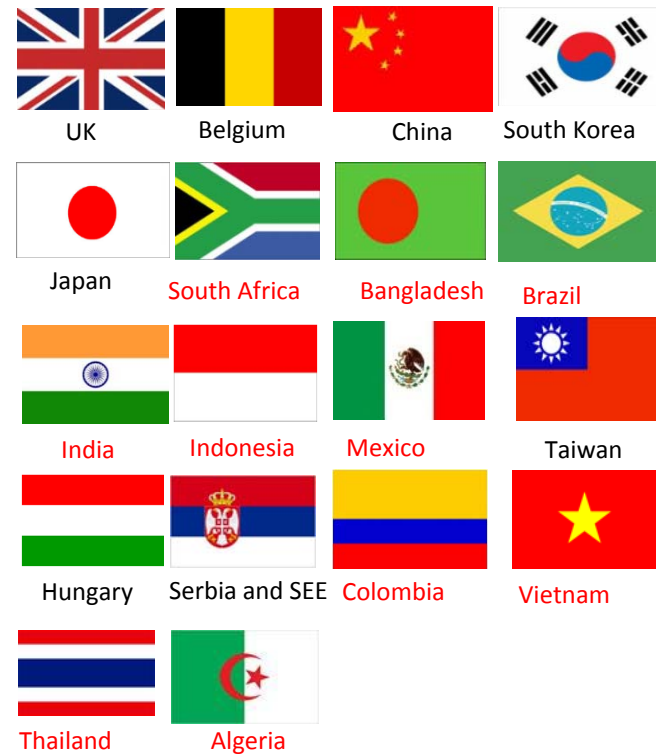 UK
Belgium
China
South Korea
Japan
South Africa
Bangladesh
Brazil
India
Indonesia
Mexico
Taiwan
Hungary
Serbia and SEE
Colombia
Vietnam
Thailand
Algeria